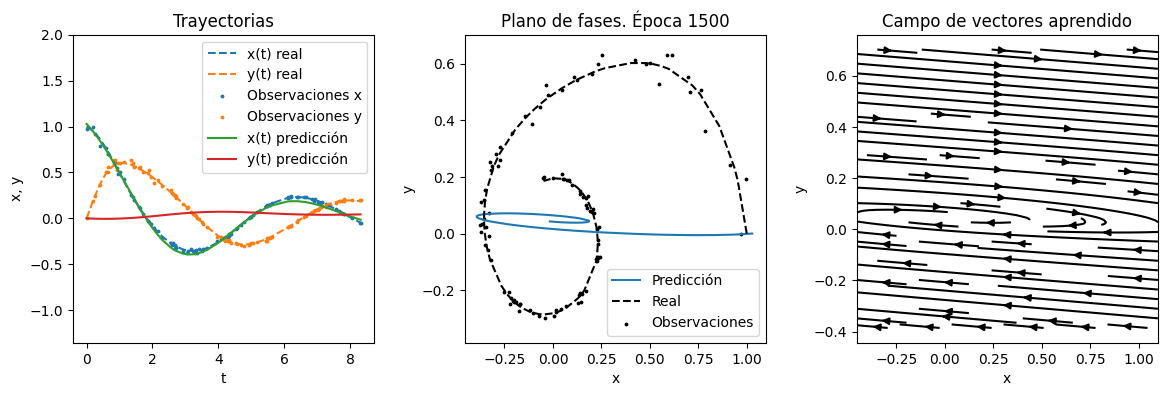 Trayectorias
x, y
2.0
1.5
1.0
0.5
0.0
−0.5
−1.0
0 2 4 6 8
t
x(t) real
y(t) real
Observaciones x
Observaciones y
x(t) predicción
y(t) predicción
Plano de fases. Época 1500
y
0.6
0.4
0.2
0.0
−0.2
−0.25 0.00 0.25 0.50 0.75 1.00
x
Predicción
Real
Observaciones
Campo de vectores aprendido
y
0.6
0.4
0.2
0.0
−0.2
−0.4
−0.25 0.00 0.25 0.50 0.75 1.00
x